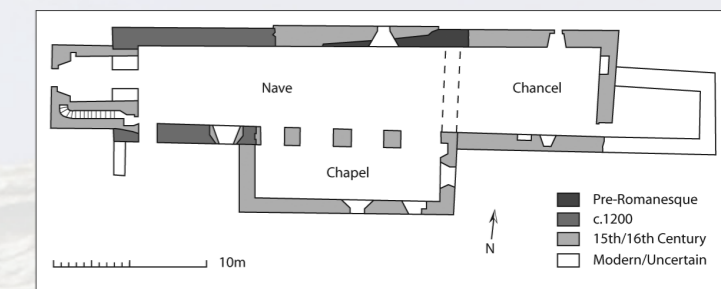 Nave
Chancel
Chapel
Pre-Romanesque
c.1200
15th/16th Century
Modern/Uncertain
N
10m